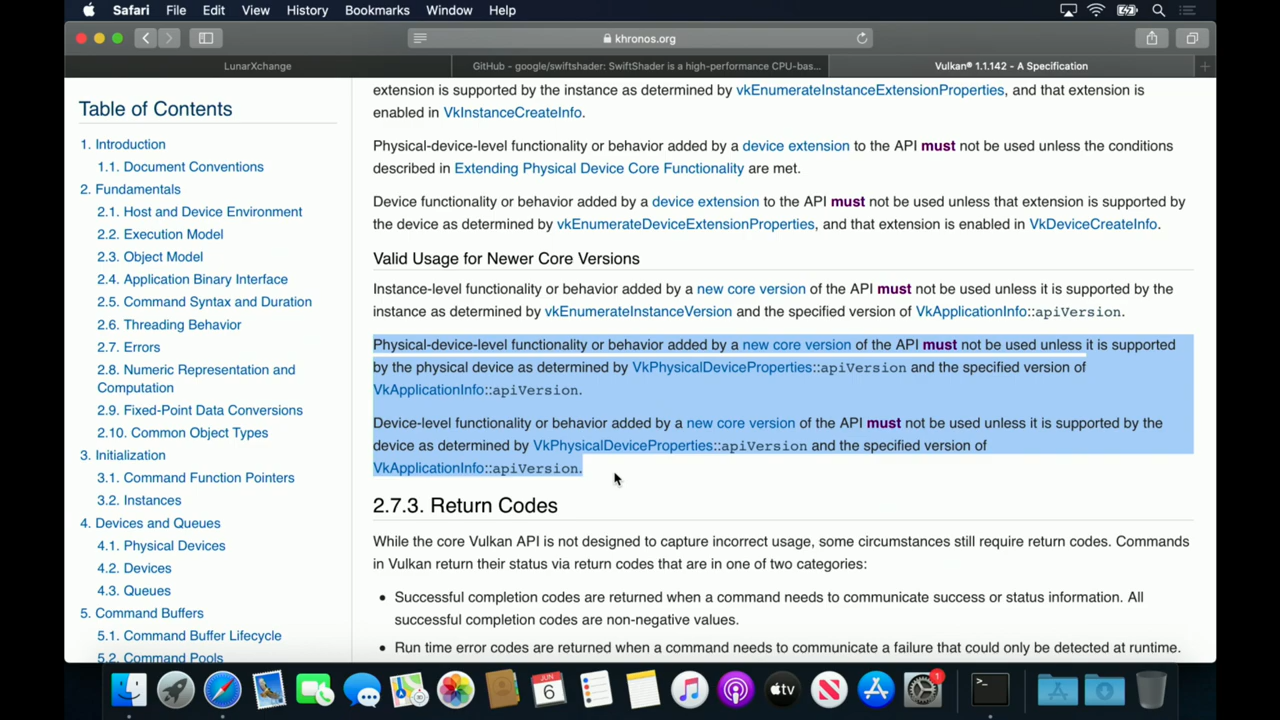 Safari File Edit View History Bookmarks Window Help
khronos.org
LunarXchange
GitHub - google/swiftshader: SwiftShader is a high-performance CPU-bas...
Vulkan® 1.1.142 - A Specification
Table of Contents
1. Introduction
1.1. Document Conventions
2. Fundamentals
2.1. Host and Device Environment
2.2. Execution Model
2.3. Object Model
2.4. Application Binary Interface
2.5. Command Syntax and Duration
2.6. Threading Behavior
2.7. Errors
2.8. Numeric Representation and
Computation
2.9. Fixed-Point Data Conversions
2.10. Common Object Types
3. Initialization
3.1. Command Function Pointers
3.2. Instances
4. Devices and Queues
4.1. Physical Devices
4.2. Devices
4.3. Queues
5. Command Buffers
5.1. Command Buffer Lifecycle
5.2. Command Pools
extension is supported by the instance as determined by vkEnumerateInstanceExtensionProperties, and that extension is
enabled in VkInstanceCreateInfo.
Physical-device-level functionality or behavior added by a device extension to the API must not be used unless the conditions
described in Extending Physical Device Core Functionality are met.
Device functionality or behavior added by a device extension to the API must not be used unless that extension is supported by
the device as determined by vkEnumerateDeviceExtensionProperties, and that extension is enabled in VkDeviceCreateInfo.
Valid Usage for Newer Core Versions
Instance-level functionality or behavior added by a new core version of the API must not be used unless it is supported by the
instance as determined by vkEnumerateInstanceVersion and the specified version of VkApplicationInfo::apiVersion.
Physical-device-level functionality or behavior added by a new core version of the API must not be used unless it is supported
by the physical device as determined by VkPhysicalDeviceProperties::apiVersion and the specified version of
VkApplicationInfo::apiVersion.
Device-level functionality or behavior added by a new core version of the API must not be used unless it is supported by the
device as determined by VkPhysicalDeviceProperties::apiVersion and the specified version of
VkApplicationInfo::apiVersion.
2.7.3. Return Codes
While the core Vulkan API is not designed to capture incorrect usage, some circumstances still require return codes. Commands
in Vulkan return their status via return codes that are in one of two categories:
• Successful completion codes are returned when a command needs to communicate success or status information. All
successful completion codes are non-negative values.
• Run time error codes are returned when a command needs to communicate a failure that could only be detected at runtime.
JUN
6
tv
1